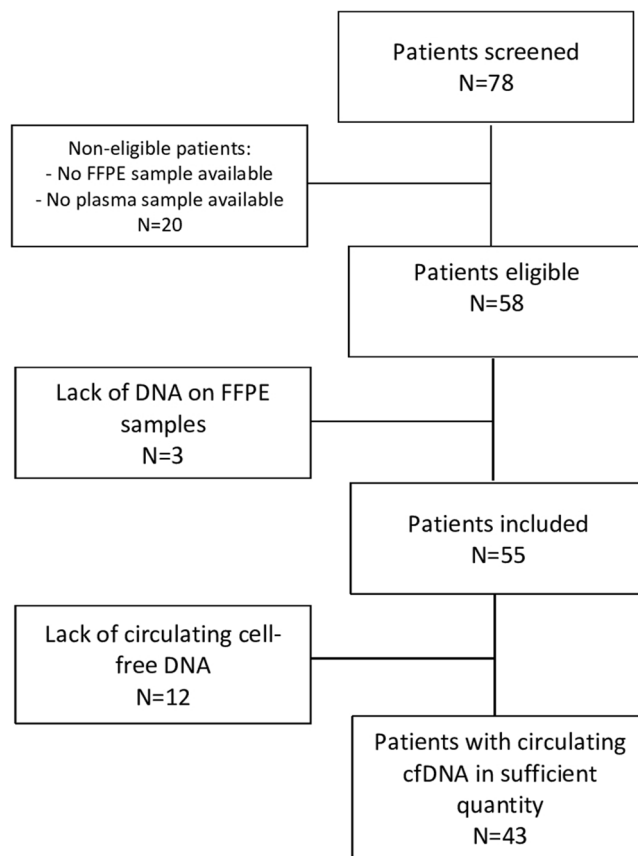 Patients screened
N=78
Non-eligible patients:
- No FFPE sample available
- No plasma sample available
N=20
Patients eligible
N=58
Lack of DNA on FFPE
samples
N=3
Patients included
N=55
Lack of circulating cell-
free DNA
N=12
Patients with circulating
cfDNA in sufficient
quantity
N=43